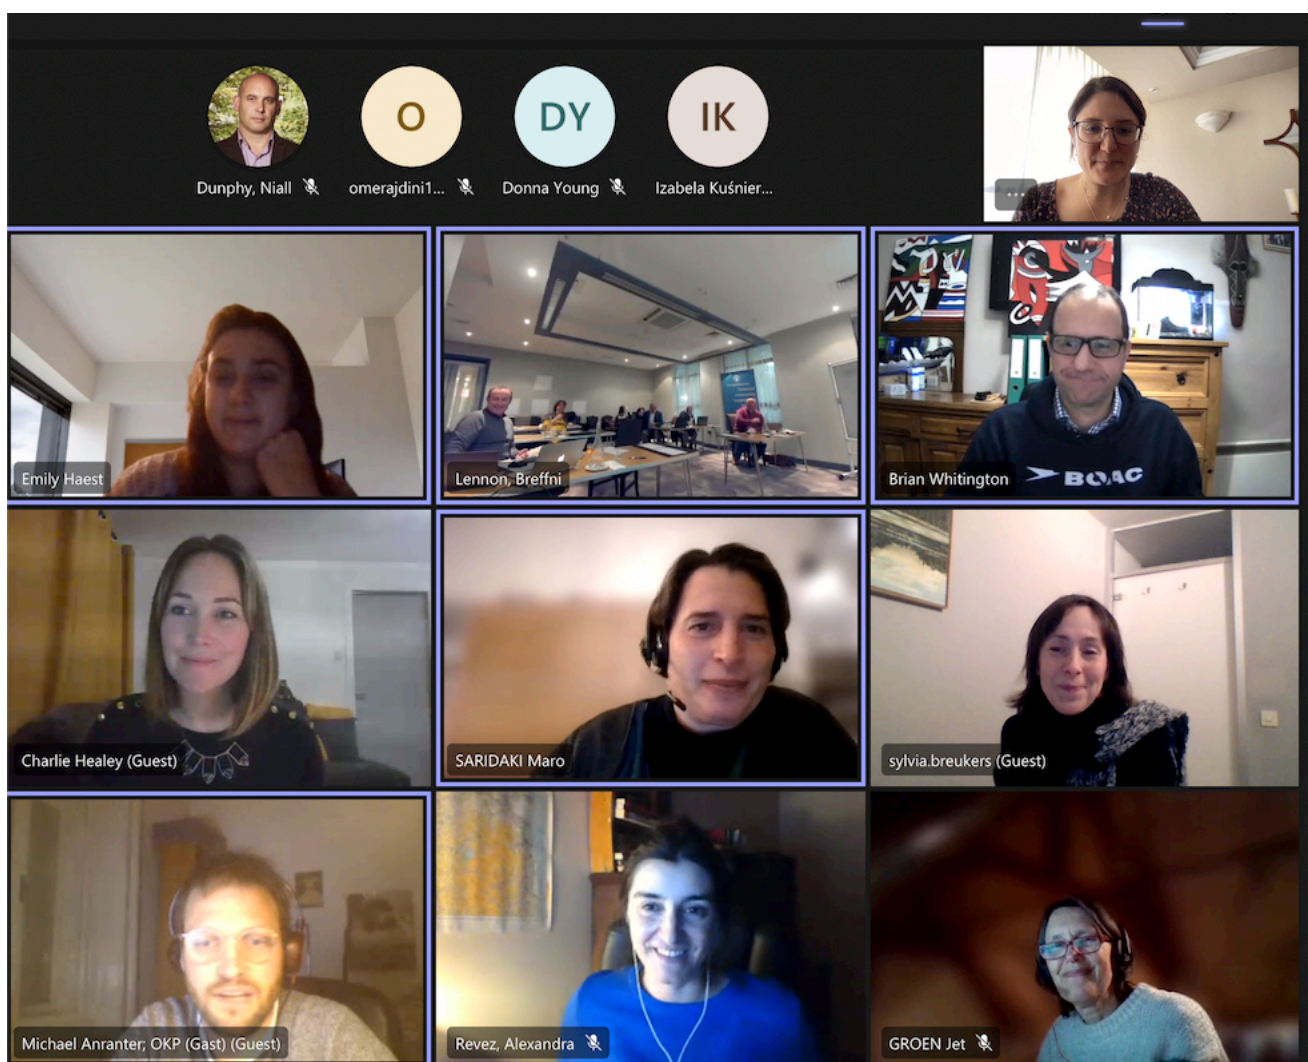 O
DY
IK
Dunphy, Niall
omerajdini1...
Donna Young
Izabela Kuśnier...
...
Emily Haest
Lennon, Breffni
Brian Whitington
BOAC
Charlie Healey (Guest)
SARIDAKI Maro
sylvia.breukers (Guest)
Michael Anranter; OKP (Gast) (Guest)
Revez, Alexandra
GROEN Jet